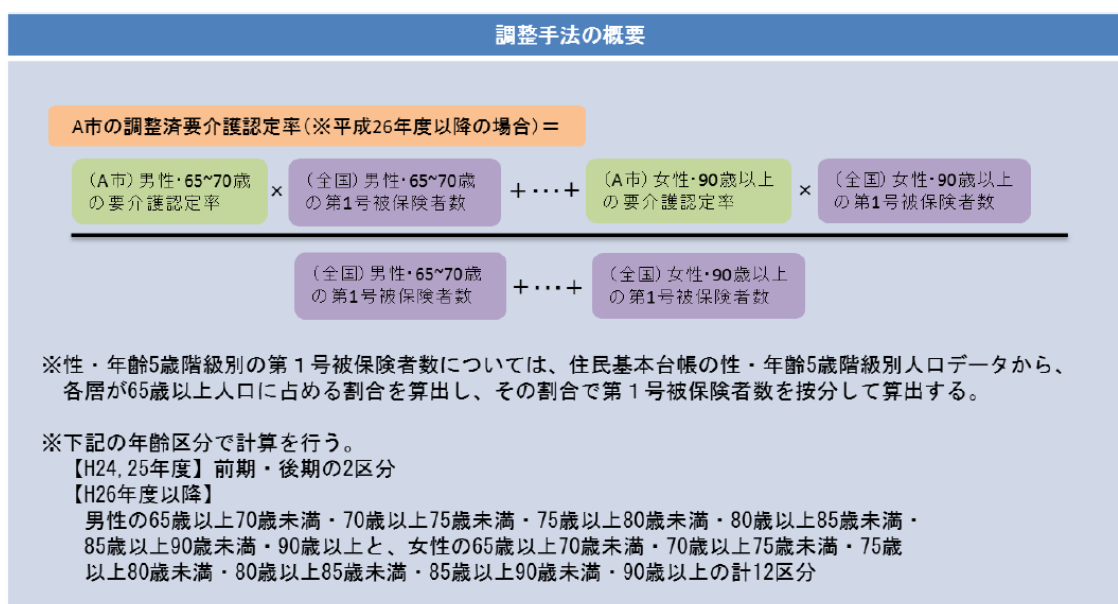 調整手法の概要
A市の調整済要介護認定率(※平成26年度以降の場合)=
(A市)男性・65~70歳
の要介護認定率
×
(全国)男性・65~70歳
の第1号被保険者数
+・・・+
(A市)女性・90歳以上
の要介護認定率
×
(全国)女性・90歳以上
の第1号被保険者数
(全国)男性・65~70歳
の第1号被保険者数
+・・・+
(全国)女性・90歳以上
の第1号被保険者数
※性・年齢5歳階級別の第1号被保険者数については、住民基本台帳の性・年齢5歳階級別人口データから、
各層が65歳以上人口に占める割合を算出し、その割合で第1号被保険者数を按分して算出する。
※下記の年齢区分で計算を行う。
【H24,25年度】前期・後期の2区分
【H26年度以降】
男性の65歳以上70歳未満・70歳以上75歳未満・75歳以上80歳未満・80歳以上85歳未満・
85歳以上90歳未満・90歳以上と、女性の65歳以上70歳未満・70歳以上75歳未満・75歳
以上80歳未満・80歳以上85歳未満・85歳以上90歳未満・90歳以上の計12区分